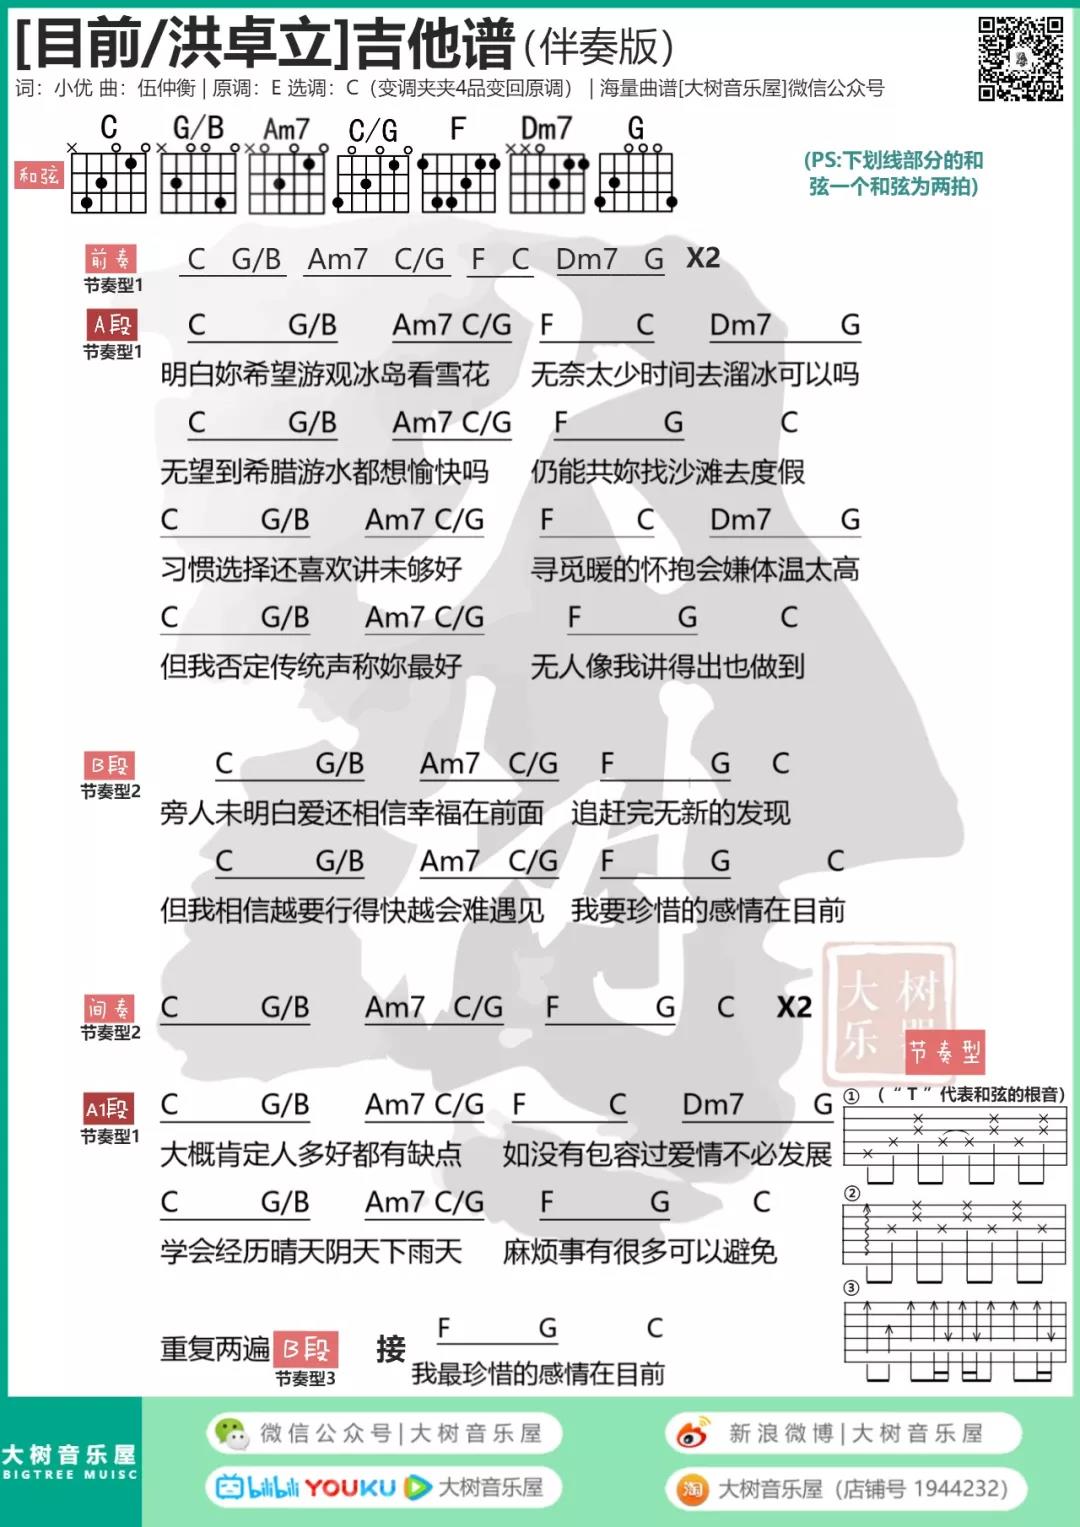 [目前/洪卓立]吉他谱(伴奏版)
词：小优 曲：伍仲衡 | 原调：E 选调：C（变调夹夹4品变回原调） | 海量曲谱[大树音乐屋]微信公众号
C G/B Am7 C/G F Dm7 G
和弦
(PS:下划线部分的和
弦一个和弦为两拍)
前奏 C G/B Am7 C/G F C Dm7 G X2
节奏型1
A段 C G/B Am7 C/G F C Dm7 G
节奏型1
明白妳希望游观冰岛看雪花 无奈太少时间去溜冰可以吗
C G/B Am7 C/G F G C
无望到希腊游水都想愉快吗 仍能共妳找沙滩去度假
C G/B Am7 C/G F C Dm7 G
习惯选择还喜欢讲未够好 寻觅暖的怀抱会嫌体温太高
C G/B Am7 C/G F G C
但我否定传统声称妳最好 无人像我讲得出也做到
B段 C G/B Am7 C/G F G C
节奏型2
旁人未明白爱还相信幸福在前面 追赶完无新的发现
C G/B Am7 C/G F G C
但我相信越要行得快越会难遇见 我要珍惜的感情在目前
间奏 C G/B Am7 C/G F G C X2
节奏型2
大树
乐
节奏型
A1段 C G/B Am7 C/G F C Dm7 G
节奏型1
大概肯定人多好都有缺点 如没有包容过爱情不必发展
C G/B Am7 C/G F G C
学会经历晴天阴天下雨天 麻烦事有很多可以避免
① （“T”代表和弦的根音）
②
③
F G C
重复两遍 B段 接 我最珍惜的感情在目前
节奏型3
大树音乐屋
BIGTREE MUISC
微信公众号|大树音乐屋
新浪微博|大树音乐屋
bilibili YOUKU 大树音乐屋
淘 大树音乐屋（店铺号 1944232）